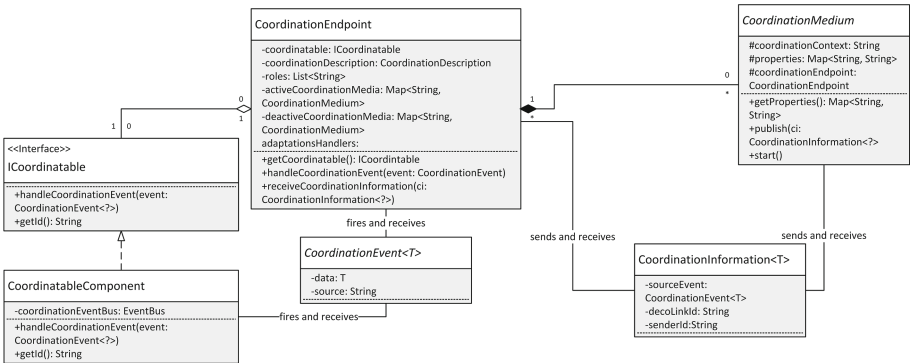 CoordinationEndpoint
-coordinatable: ICoordinatable
-coordinationDescription: CoordinationDescription
-roles: List<String>
-activeCoordinationMedia: Map<String,
CoordinationMedium>
-deactiveCoordinationMedia: Map<String,
CoordinationMedium>
adaptationsHandlers:
+getCoordinatable(): ICoordintable
+handleCoordinationEvent(event: CoordinationEvent)
+receiveCoordinationInformation(ci:
CoordinationInformation<?>)
CoordinationMedium
#coordinationContext: String
#properties: Map<String, String>
#coordinationEndpoint:
CoordinationEndpoint
+getProperties(): Map<String,
String>
+publish(ci:
CoordinationInformation<?>
+start()
0
1
1
0
1
*
0
*
<<Interface>>
ICoordinatable
+handleCoordinationEvent(event:
CoordinationEvent<?>)
+getId(): String
fires and receives
sends and receives
sends and receives
CoordinationEvent<T>
-data: T
-source: String
CoordinationInformation<T>
-sourceEvent:
CoordinationEvent<T>
-decoLinkId: String
-senderId:String
CoordinatableComponent
-coordinationEventBus: EventBus
+handleCoordinationEvent(event:
CoordinationEvent<?>)
+getId(): String
fires and receives